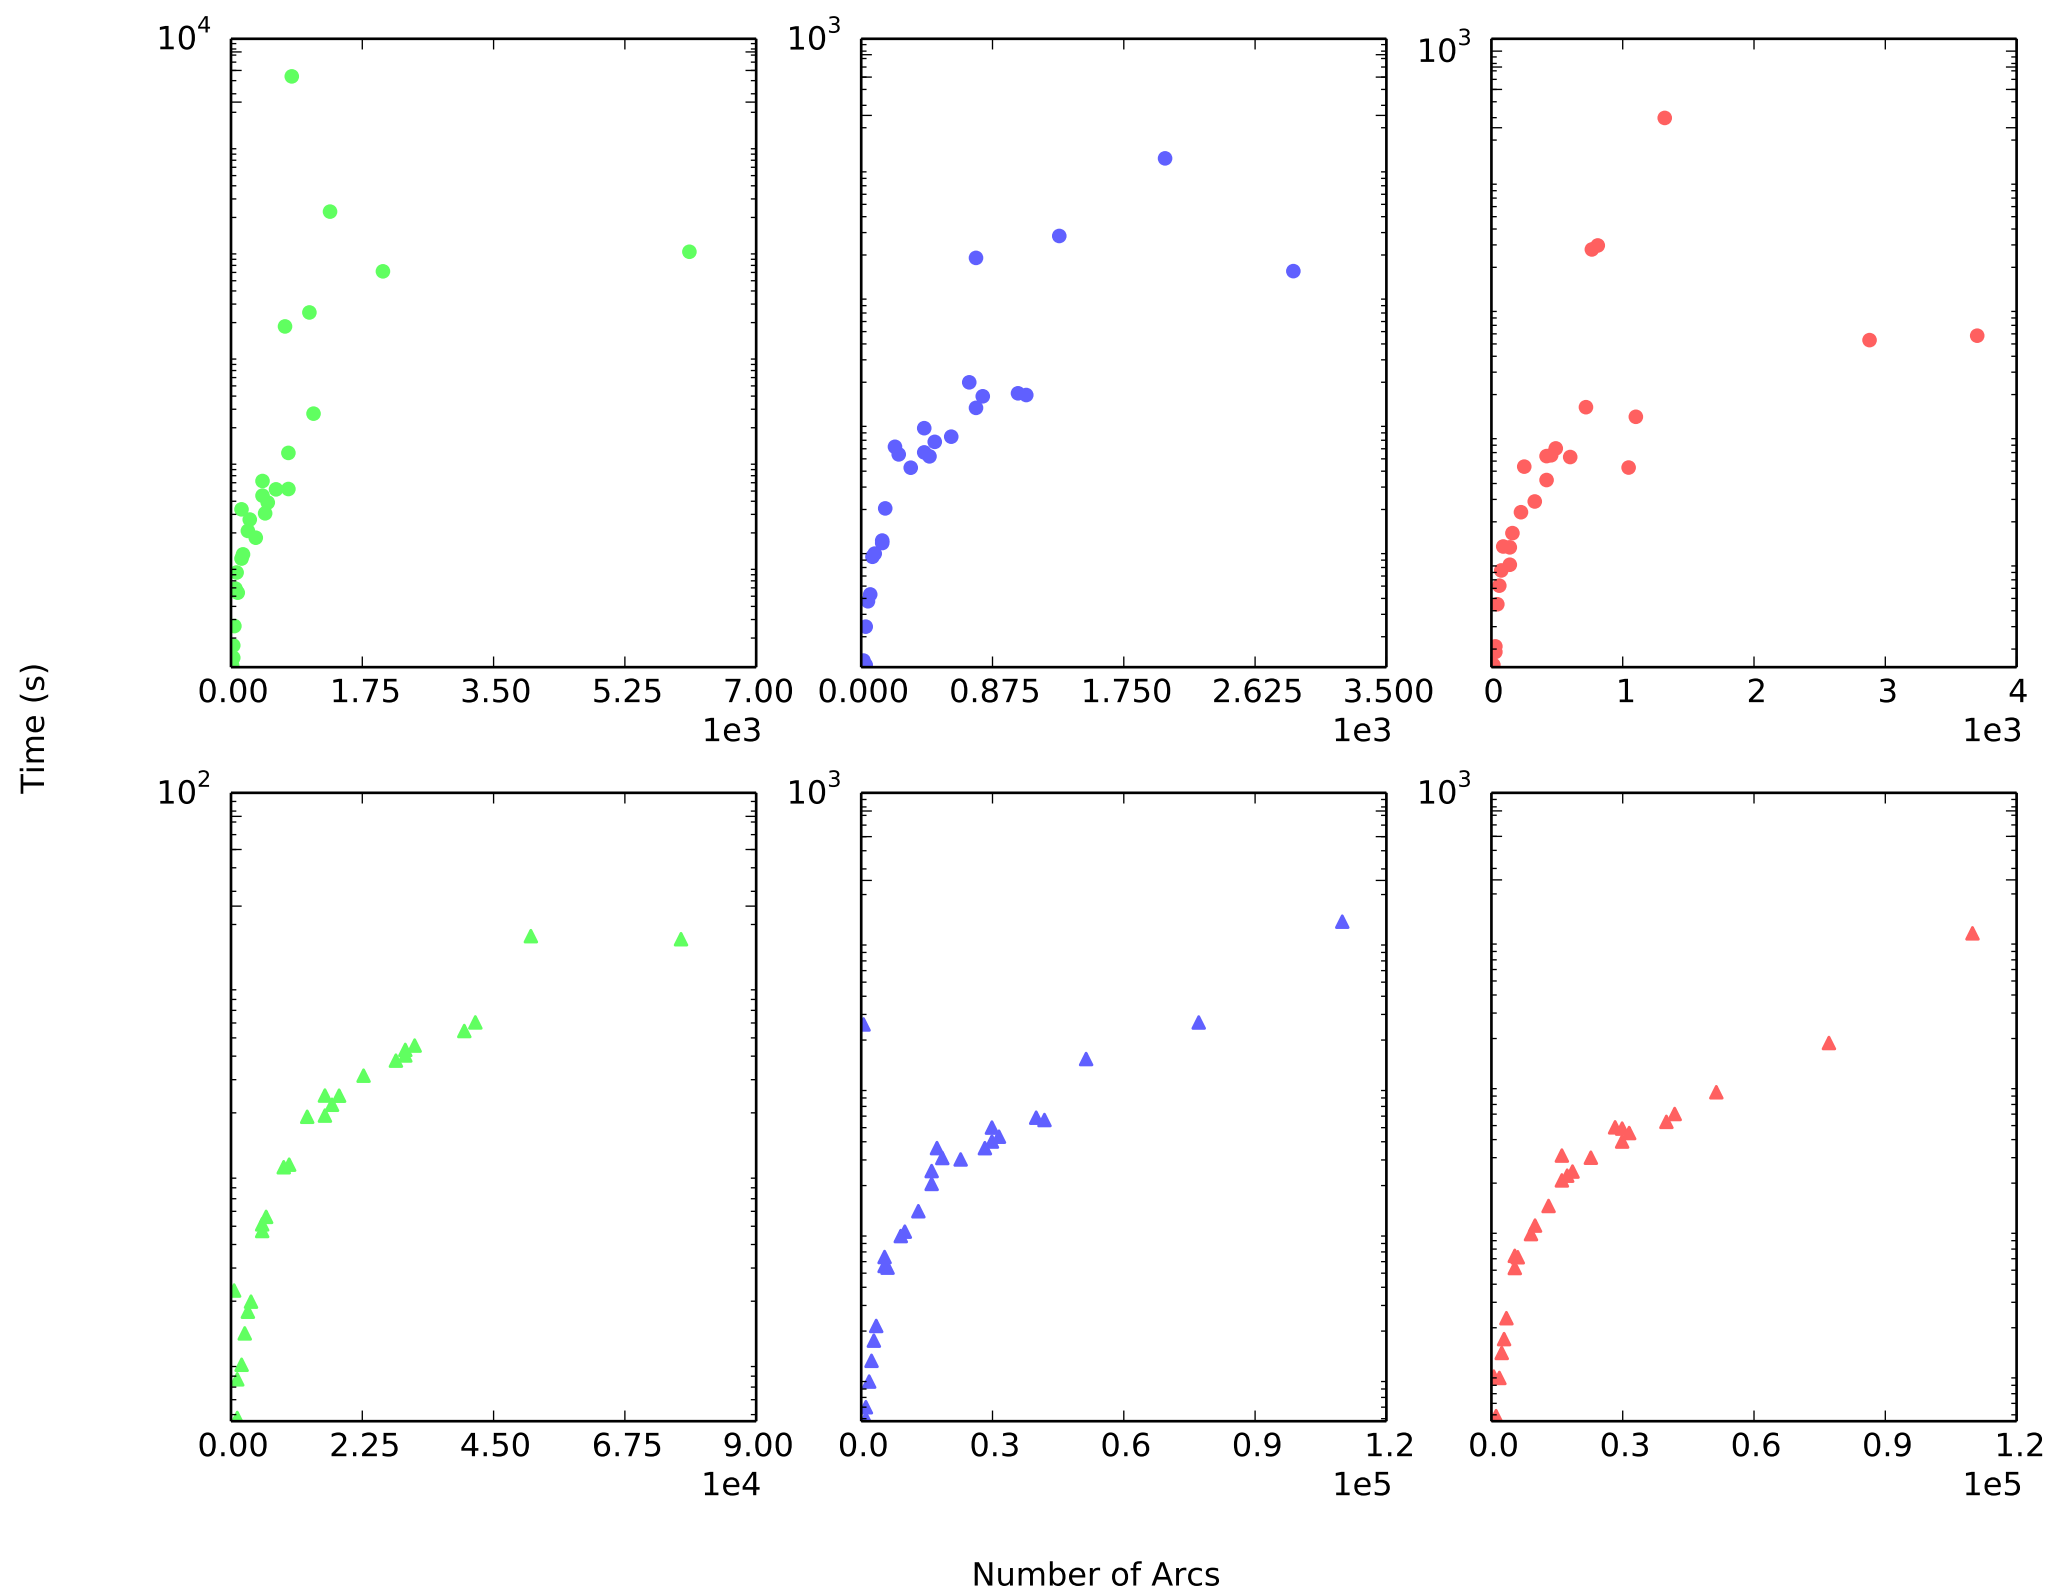 10^4 10^3 10^3
0.00 1.75 3.50 5.25 7.00 0.000 0.875 1.750 2.625 3.500 0 1 2 3 4
1e3 1e3 1e3
Time (s)
10^2 10^3 10^3
0.00 2.25 4.50 6.75 9.00 0.0 0.3 0.6 0.9 1.2 0.0 0.3 0.6 0.9 1.2
1e4 1e5 1e5
Number of Arcs